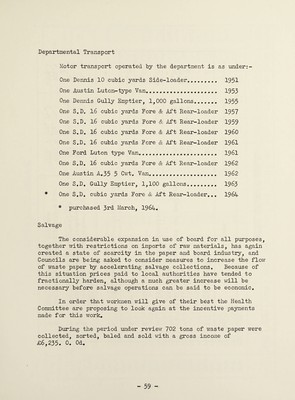 Departmental Transport
Motor transport operated by the department is as under:-
One Dennis 10 cubic yards Side-loader......... 1951
One Austin Luton-type Van..................... 1953
One Dennis Gully Emptier, 1,000 gallons....... 1955
One S.D. 16 cubic yards Fore & Aft Rear-loader 1957
One S.D. 16 cubic yards Fore & Aft Rear-loader 1959
One S.D. 16 cubic yards Fore & Aft Rear-loader 1960
One S.D. 16 cubic yards Fore & Aft Rear-loader 1961
One Ford Luton type Van....................... 1961
One S.D. 16 cubic yards Fore & Aft Rear-loader 1962
One Austin A.35 5 Cwt. Van.................... 1962
One S.D. Gully Emptier, 1,100 gallons......... 1963
* One S.D. cubic yards Fore & Aft Rear-loader... 1964
* purchased 3rd March, 1964.
Salvage
The considerable expansion in use of board for all purposes,
together with restrictions on imports of raw materials, has again
created a state of scarcity in the paper and board industry, and
Councils are being asked to consider measures to increase the flow
of waste paper by accelerating salvage collections. Because of
this situation prices paid to local authorities have tended to
fractionally harden, although a much greater increase will be
necessary before salvage operations can be said to be economic.
In order that workmen will give of their best the Health
Committee are proposing to look again at the incentive payments
made for this work.
During the period under review 702 tons of waste paper were
collected, sorted, baled and sold with a gross income of
£6,235. 0. 0d.
- 59 -